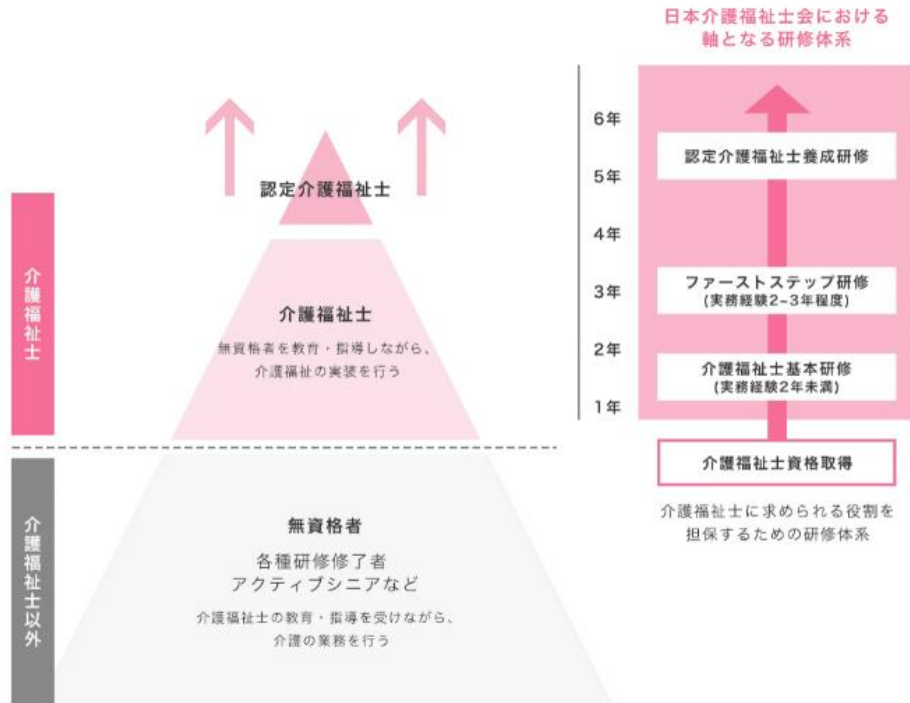 日本介護福祉士会における
軸となる研修体系
6年
認定介護福祉士養成研修
5年
認定介護福祉士
4年
介護福祉士
ファーストステップ研修
3年
(実務経験2~3年程度)
介護福祉士
無資格者を教育・指導しながら、
介護福祉の実装を行う
2年
介護福祉士基本研修
(実務経験2年未満)
1年
介護福祉士資格取得
介護福祉士に求められる役割を
担保するための研修体系
介護福祉士以外
無資格者
各種研修修了者
アクティブシニアなど
介護福祉士の教育・指導を受けながら、
介護の業務を行う